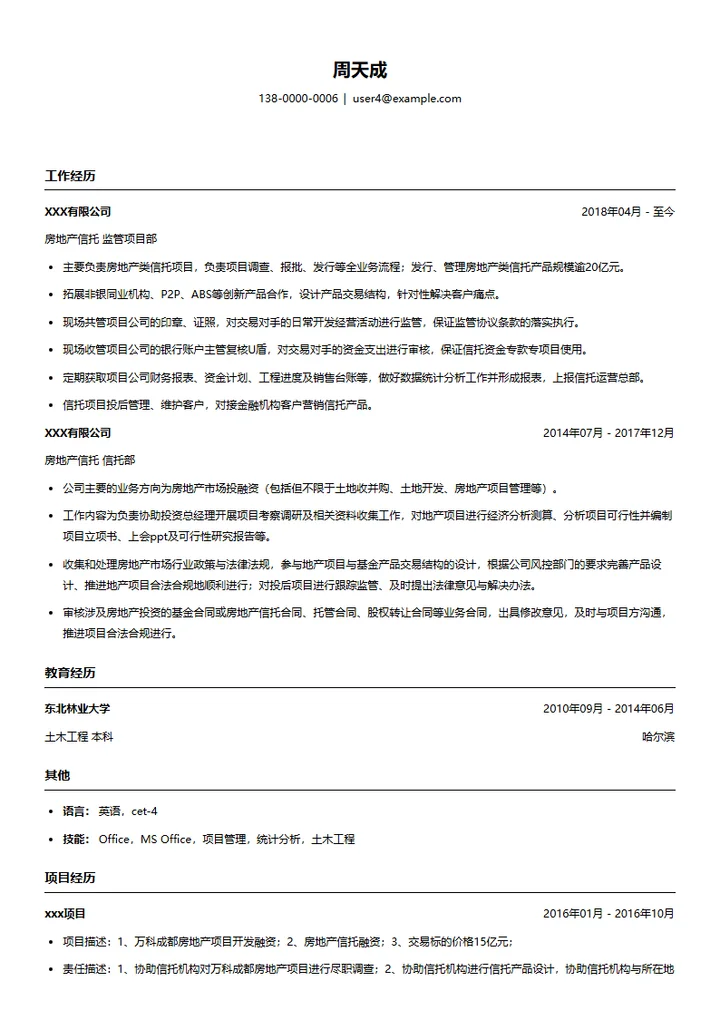 周天成
138-0000-0006 | user4@example.com
工作经历
XXX有限公司 2018年04月 - 至今
房地产信托 监管项目部
• 主要负责房地产类信托项目，负责项目调查、报批、发行等全业务流程；发行、管理房地产类信托产品规模逾20亿元。
• 拓展非银同业机构、P2P、ABS等创新产品合作，设计产品交易结构，针对性解决客户痛点。
• 现场共管项目公司的印章、证照，对交易对手的日常开发经营活动进行监管，保证监管协议条款的落实执行。
• 现场收管项目公司的银行账户主管复核U盾，对交易对手的资金支出进行审核，保证信托资金专款专项目使用。
• 定期获取项目公司财务报表、资金计划、工程进度及销售台账等，做好数据统计分析工作并形成报表，上报信托运营总部。
• 信托项目投后管理、维护客户，对接金融机构客户营销信托产品。
XXX有限公司 2014年07月 - 2017年12月
房地产信托 信托部
• 公司主要的业务方向为房地产市场投融资（包括但不限于土地收并购、土地开发、房地产项目管理等）。
• 工作内容为负责协助投资总经理开展项目考察调研及相关资料收集工作，对地产项目进行经济分析测算、分析项目可行性并编制
项目立项书、上会ppt及可行性研究报告等。
• 收集和处理房地产市场行业政策与法律法规，参与地产项目与基金产品交易结构的设计，根据公司风控部门的要求完善产品设
计、推进地产项目合法合规地顺利进行；对投后项目进行跟踪监管、及时提出法律意见与解决办法。
• 审核涉及房地产投资的基金合同或房地产信托合同、托管合同、股权转让合同等业务合同，出具修改意见，及时与项目方沟通，
推进项目合法合规进行。
教育经历
东北林业大学 2010年09月 - 2014年06月
土木工程 本科 哈尔滨
其他
• 语言： 英语，cet-4
• 技能： Office，MS Office，项目管理，统计分析，土木工程
项目经历
xxx项目 2016年01月 - 2016年10月
• 项目描述：1、万科成都房地产项目开发融资；2、房地产信托融资；3、交易标的价格15亿元；
• 责任描述：1、协助信托机构对万科成都房地产项目进行尽职调查；2、协助信托机构进行信托产品设计，协助信托机构与所在地